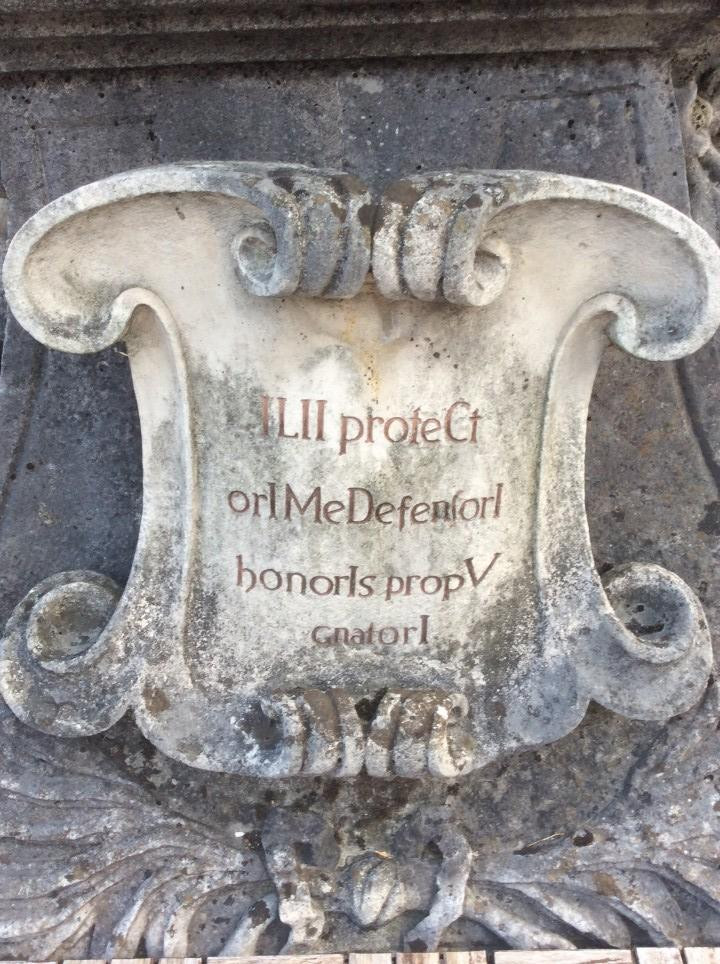 ILII proteCt
orI MeDefenſorI
honorIs propV
gnatorI